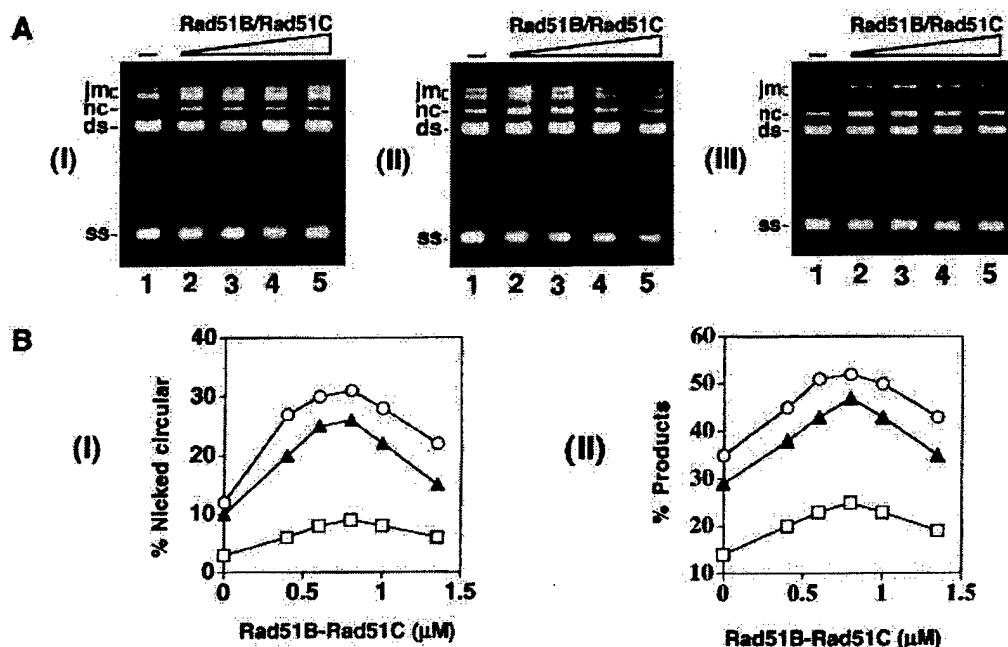 A
Rad51B/Rad51C
Rad51B/Rad51C
Rad51B/Rad51C
(I)
jm
nc
ds
ss
1 2 3 4 5
(II)
jm
nc
ds
ss
1 2 3 4 5
(III)
jm
nc
ds
ss
1 2 3 4 5
B
(I)
% Nicked circular
40
30
20
10
0
0 0.5 1 1.5
Rad51B-Rad51C (μM)
(II)
% Products
60
50
40
30
20
10
0 0.5 1 1.5
Rad51B-Rad51C (μM)